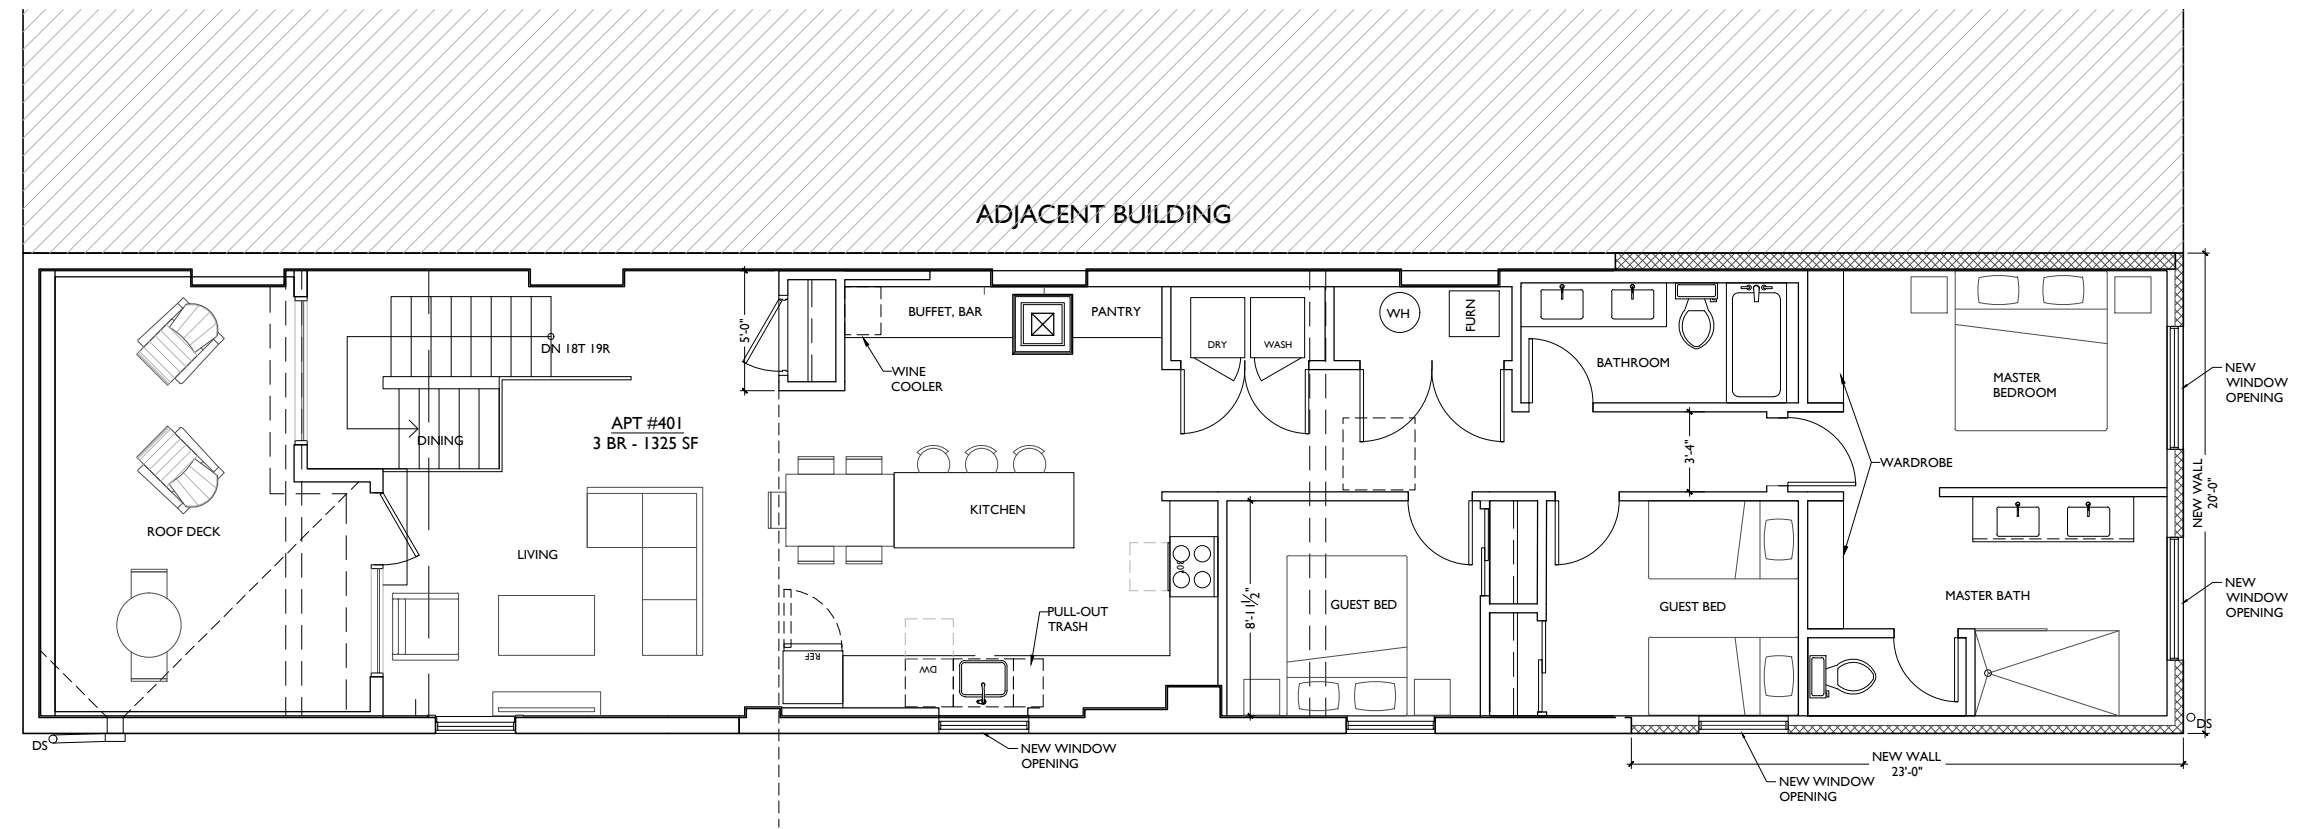 ADJACENT BUILDING
5'-0"
BUFFET, BAR
PANTRY
WH
FURN
DRY
WASH
DN 18T 19R
WINE
COOLER
BATHROOM
MASTER
BEDROOM
NEW
WINDOW
OPENING
APT #401
3 BR - 1325 SF
DINING
3'-4"
WARDROBE
NEW WALL
20'-0"
ROOF DECK
LIVING
KITCHEN
30"
8'-11 1/2"
GUEST BED
GUEST BED
MASTER BATH
NEW
WINDOW
OPENING
PULL-OUT
TRASH
REF
DW
DS
DS
NEW WINDOW
OPENING
NEW WALL
23'-0"
NEW WINDOW
OPENING